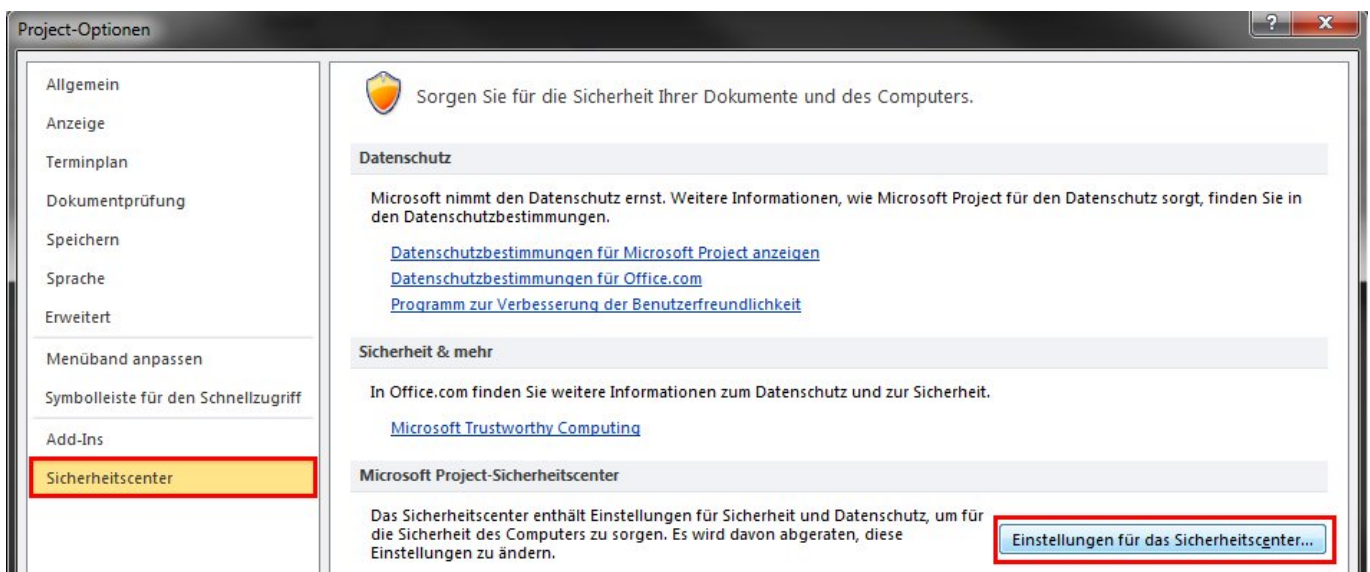 Project-Optionen
?
X
Allgemein
Anzeige
Terminplan
Dokumentprüfung
Speichern
Sprache
Erweitert
Menüband anpassen
Symbolleiste für den Schnellzugriff
Add-Ins
Sicherheitscenter
Sorgen Sie für die Sicherheit Ihrer Dokumente und des Computers.
Datenschutz
Microsoft nimmt den Datenschutz ernst. Weitere Informationen, wie Microsoft Project für den Datenschutz sorgt, finden Sie in
den Datenschutzbestimmungen.
Datenschutzbestimmungen für Microsoft Project anzeigen
Datenschutzbestimmungen für Office.com
Programm zur Verbesserung der Benutzerfreundlichkeit
Sicherheit & mehr
In Office.com finden Sie weitere Informationen zum Datenschutz und zur Sicherheit.
Microsoft Trustworthy Computing
Microsoft Project-Sicherheitscenter
Das Sicherheitscenter enthält Einstellungen für Sicherheit und Datenschutz, um für
die Sicherheit des Computers zu sorgen. Es wird davon abgeraten, diese
Einstellungen zu ändern.
Einstellungen für das Sicherheitscenter...